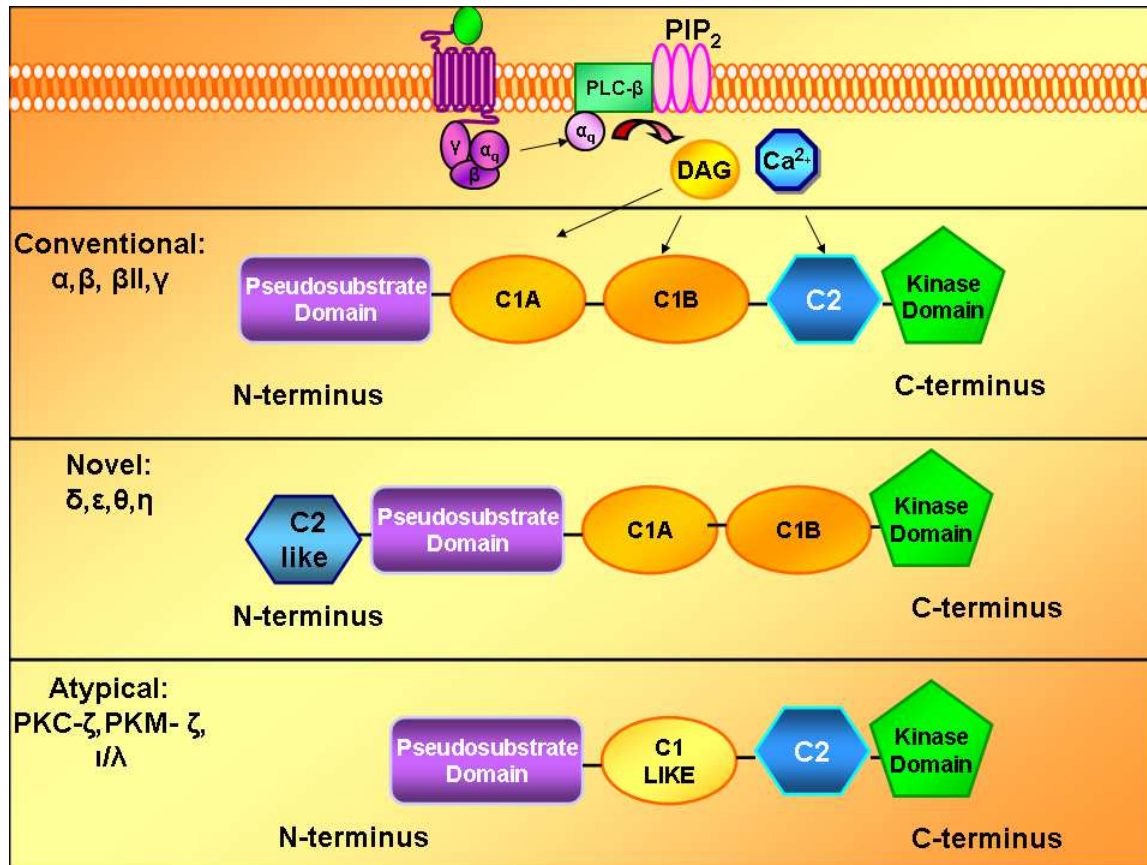 PIP2
PLC-β
γ
αq
β
αq
DAG
Ca2+
Conventional:
α,β, βII,γ
Pseudosubstrate
Domain
C1A
C1B
C2
Kinase
Domain
N-terminus
C-terminus
Novel:
δ,ε,θ,η
C2
like
Pseudosubstrate
Domain
C1A
C1B
Kinase
Domain
N-terminus
C-terminus
Atypical:
PKC-ζ,PKM- ζ,
ι/λ
Pseudosubstrate
Domain
C1
LIKE
C2
Kinase
Domain
N-terminus
C-terminus